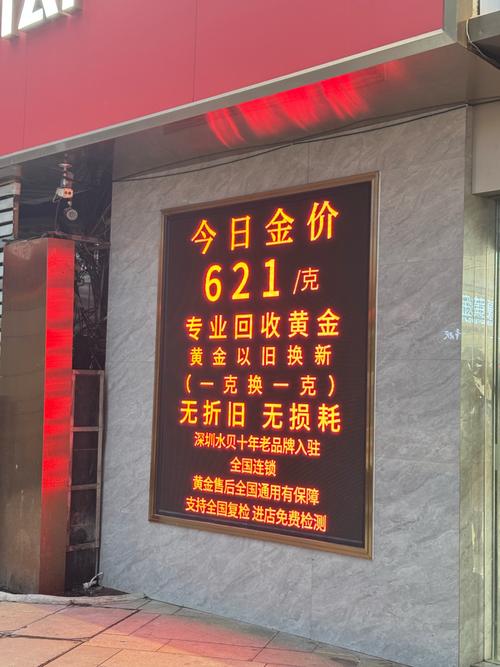 今日金价
621/克
专业回收黄金
黄金以旧换新
(一克换一克)
无折旧 无损耗
深圳水贝十年老品牌入驻
全国连锁
黄金售后全国通用有保障
支持全国复检 进店免费检测